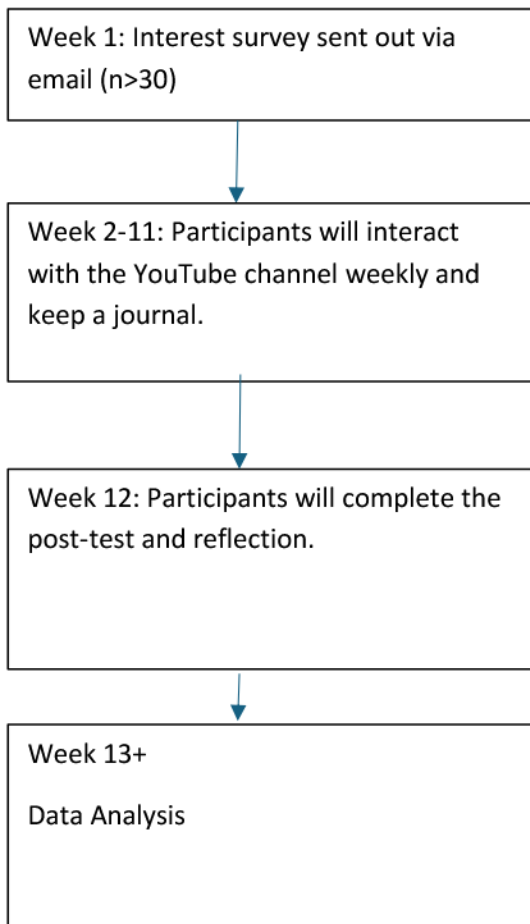 Week 1: Interest survey sent out via
email (n>30)
Week 2-11: Participants will interact
with the YouTube channel weekly and
keep a journal.
Week 12: Participants will complete the
post-test and reflection.
Week 13+
Data Analysis